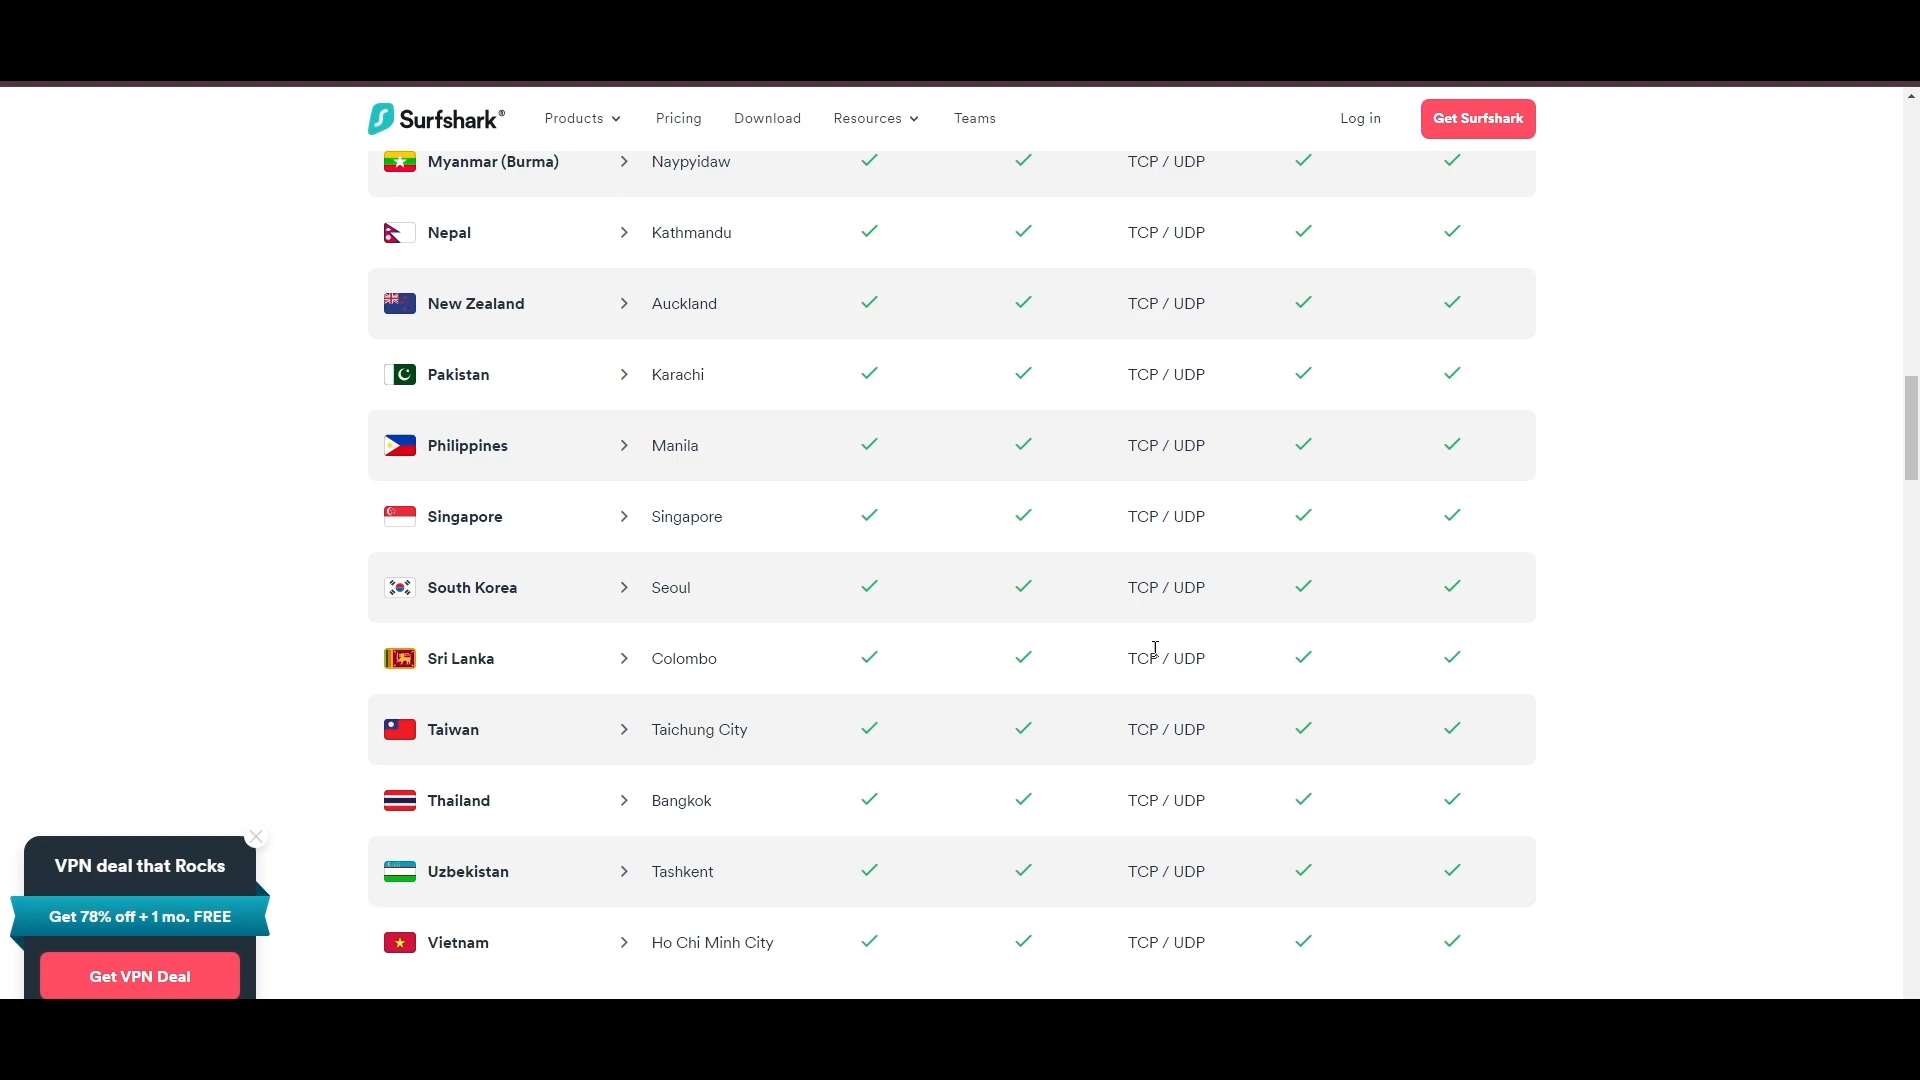 Surfshark®
Products Pricing Download Resources Teams Log in Get Surfshark
Myanmar (Burma) Naypyidaw TCP / UDP
Nepal Kathmandu TCP / UDP
New Zealand Auckland TCP / UDP
Pakistan Karachi TCP / UDP
Philippines Manila TCP / UDP
Singapore Singapore TCP / UDP
South Korea Seoul TCP / UDP
Sri Lanka Colombo TCP / UDP
Taiwan Taichung City TCP / UDP
Thailand Bangkok TCP / UDP
Uzbekistan Tashkent TCP / UDP
Vietnam Ho Chi Minh City TCP / UDP
VPN deal that Rocks
Get 78% off + 1 mo. FREE
Get VPN Deal